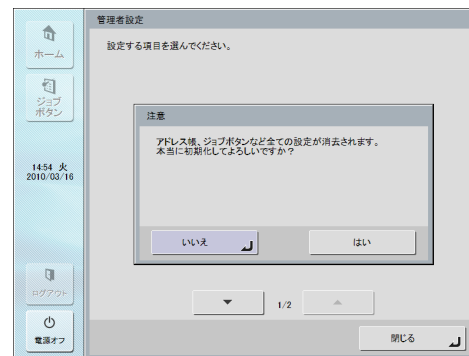 管理者設定
ホーム
設定する項目を選んでください。
ジョブ
ボタン
注意
アドレス帳、ジョブボタンなど全ての設定が消去されます。
本当に初期化してよろしいですか？
14:54 火
2010/03/16
いいえ
はい
ログアウト
1/2
電源オフ
閉じる